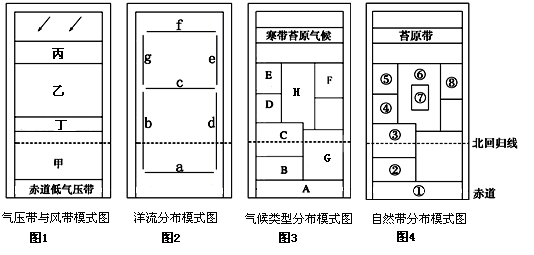 丙
乙
丁
甲
赤道低气压带
气压带与风带模式图
图1
f
g
e
c
b
d
a
洋流分布模式图
图2
寒带苔原气候
E
H
F
D
C
G
B
A
气候类型分布模式图
图3
苔原带
⑤
⑥
⑧
⑦
④
③
北回归线
②
①
赤道
自然带分布模式图
图4